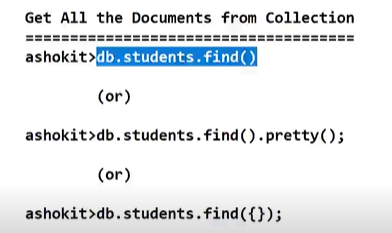 Get All the Documents from Collection
=====================================
ashokit>db.students.find()
(or)
ashokit>db.students.find().pretty();
(or)
ashokit>db.students.find({});